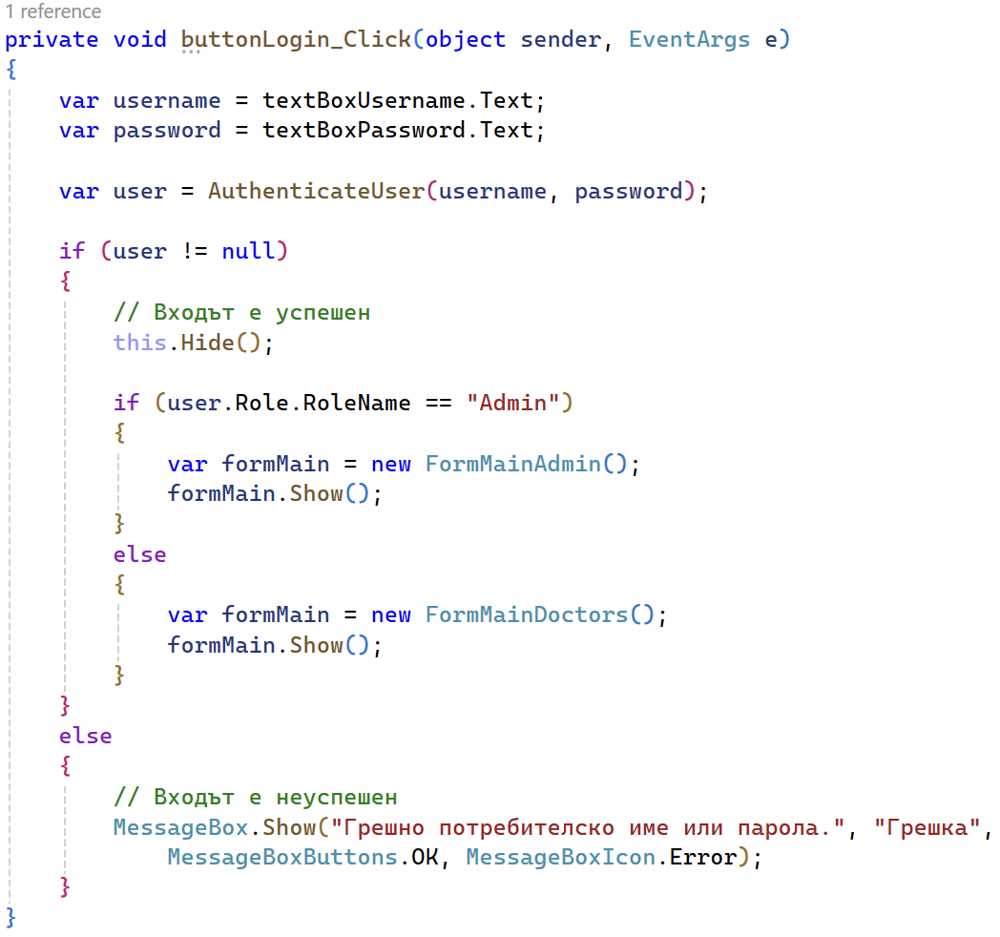 1 reference
private void buttonLogin_Click(object sender, EventArgs e)
{
    var username = textBoxUsername.Text;
    var password = textBoxPassword.Text;

    var user = AuthenticateUser(username, password);

    if (user != null)
    {
        // Входът е успешен
        this.Hide();

        if (user.Role.RoleName == "Admin")
        {
            var formMain = new FormMainAdmin();
            formMain.Show();
        }
        else
        {
            var formMain = new FormMainDoctors();
            formMain.Show();
        }
    }
    else
    {
        // Входът е неуспешен
        MessageBox.Show("Грешно потребителско име или парола.", "Грешка",
            MessageBoxButtons.OK, MessageBoxIcon.Error);
    }
}